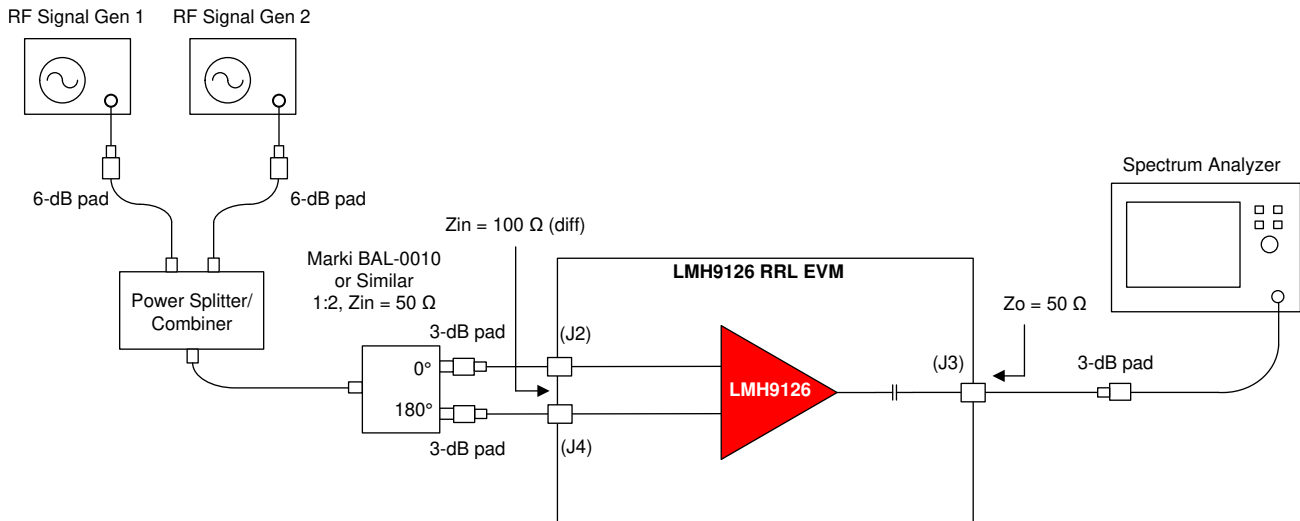 RF Signal Gen 1
RF Signal Gen 2
6-dB pad
6-dB pad
Power Splitter/
Combiner
Marki BAL-0010
or Similar
1:2, Zin = 50 Ω
0°
180°
3-dB pad
3-dB pad
Zin = 100 Ω (diff)
(J2)
(J4)
LMH9126 RRL EVM
LMH9126
(J3)
Zo = 50 Ω
3-dB pad
Spectrum Analyzer